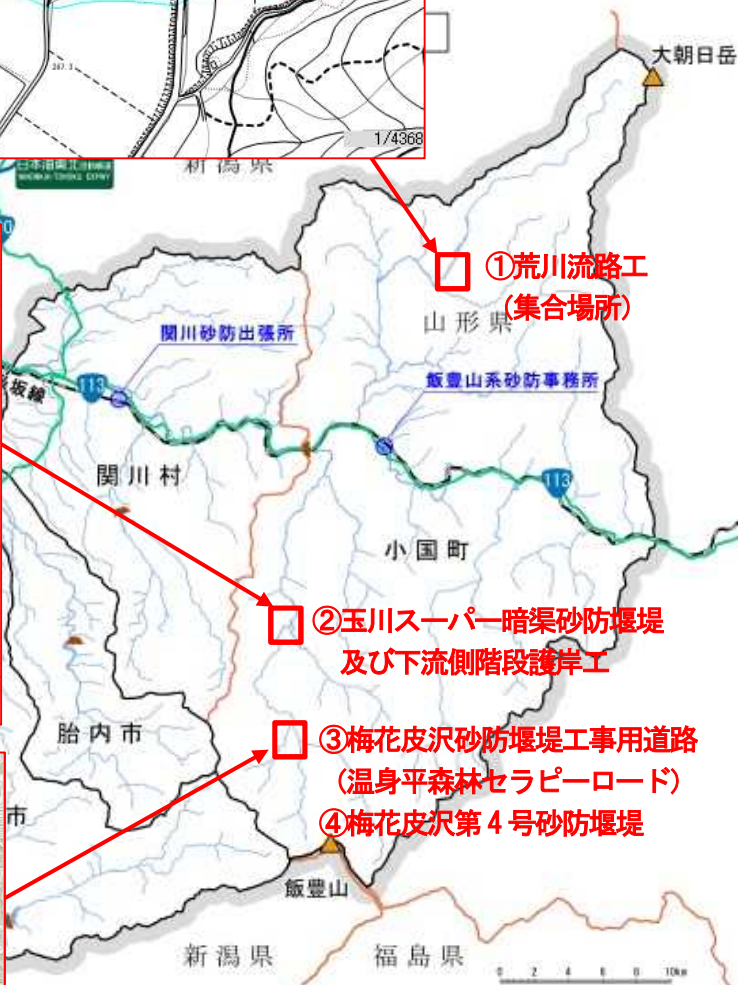 大朝日岳
1/4368
新潟県
①荒川流路工
(集合場所)
山形県
関川砂防出張所
飯豊山系砂防事務所
113
坂線
関川村
113
小国町
②玉川スーパー暗渠砂防堰堤
及び下流側階段護岸工
胎内市
③梅花皮沢砂防堰堤工事用道路
(温身平森林セラピーロード)
市
④梅花皮沢第4号砂防堰堤
飯豊山
新潟県
福島県
0 2 4 6 8 10km